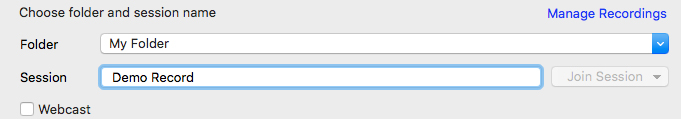 Choose folder and session name Manage Recordings
Folder My Folder
Session Demo Record Join Session
Webcast